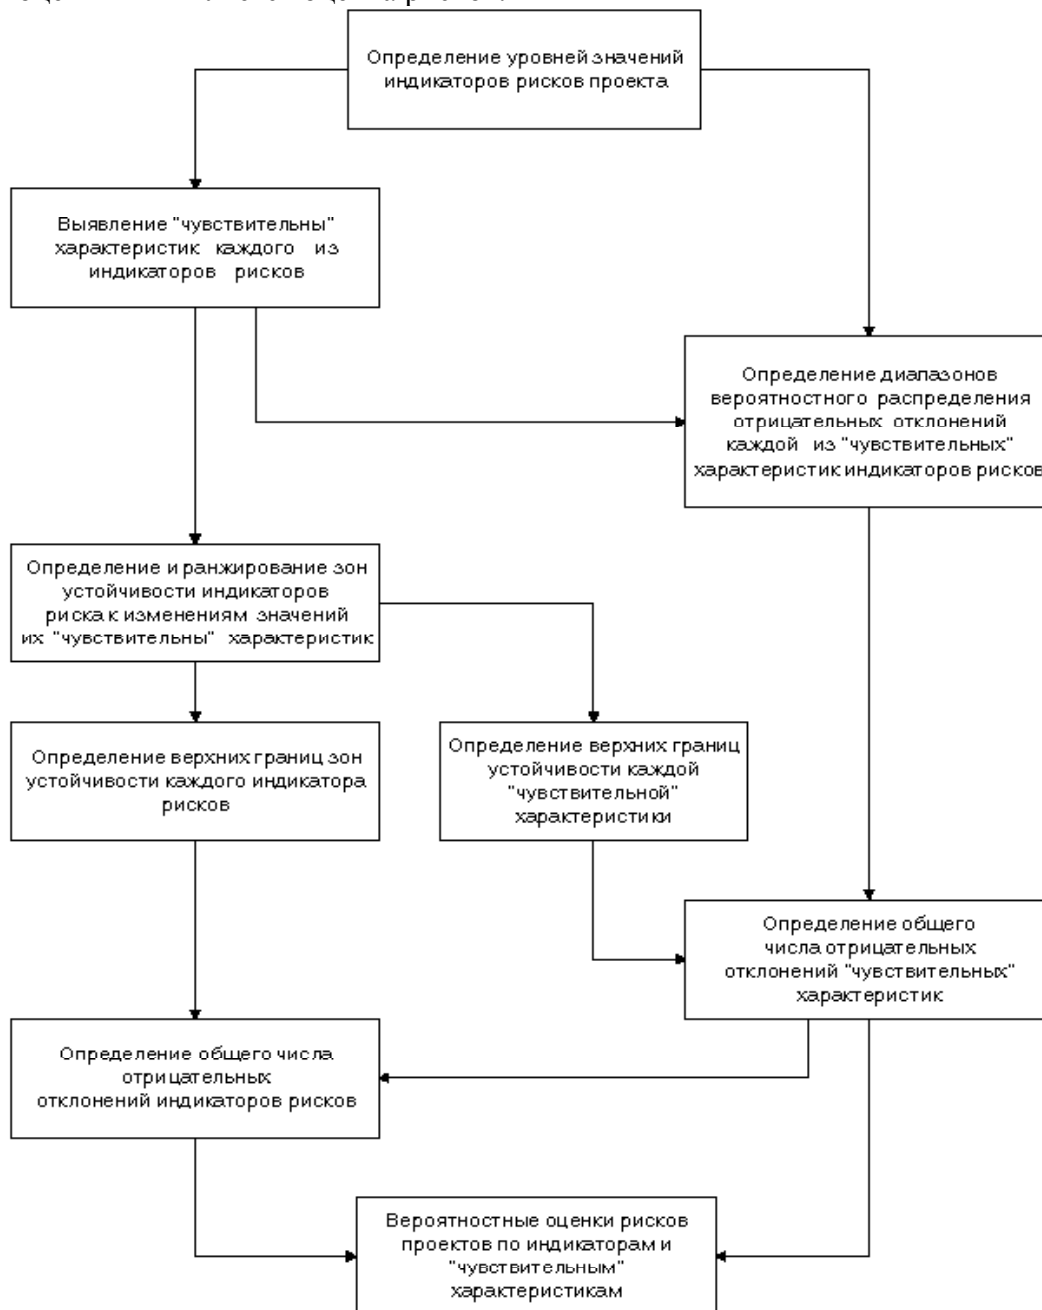 Определение уровней значений
индикаторов рисков проекта
Выявление "чувствительны"
характеристик каждого из
индикаторов рисков
Определение диапазонов
вероятностного распределения
отрицательных отклонений
каждой из "чувствительных"
характеристик индикаторов рисков
Определение и ранжирование зон
устойчивости индикаторов
риска к изменениям значений
их "чувствительны" характеристик
Определение верхних границ зон
устойчивости каждого индикатора
рисков
Определение верхних границ
устойчивости каждой
"чувствительной"
характеристики
Определение общего
числа отрицательных
отклонений "чувствительных"
характеристик
Определение общего числа
отрицательных
отклонений индикаторов рисков
Вероятностные оценки рисков
проектов по индикаторам и
"чувствительным"
характеристикам